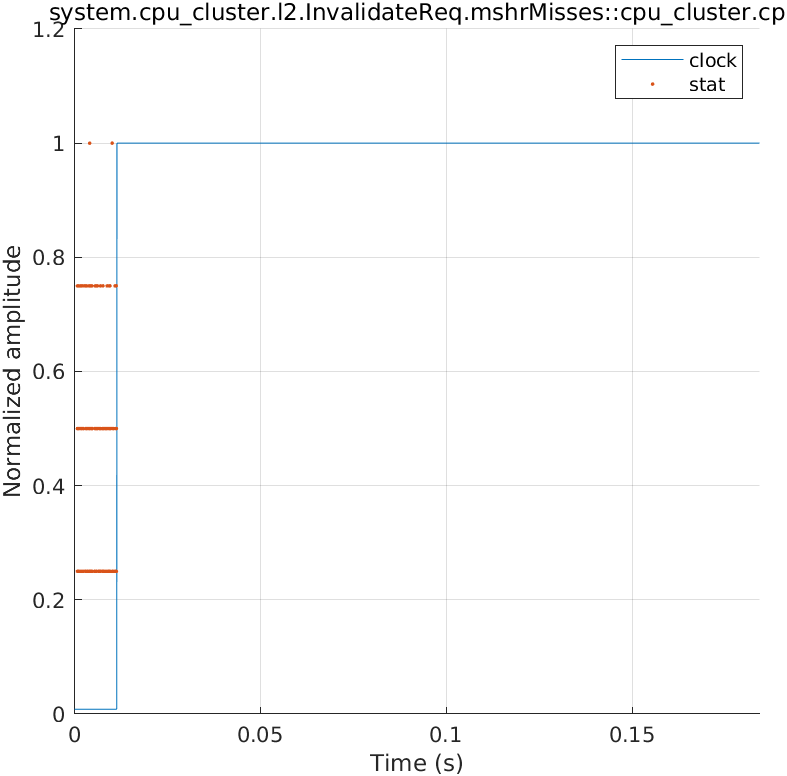 system.cpu_cluster.l2.InvalidateReq.mshrMisses::cpu_cluster.cp
1.2
clock
stat
1
0.8
0.6
0.4
0.2
0
Normalized amplitude
0
0.05
0.1
0.15
Time (s)